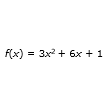 f(x) = 3x² + 6x + 1